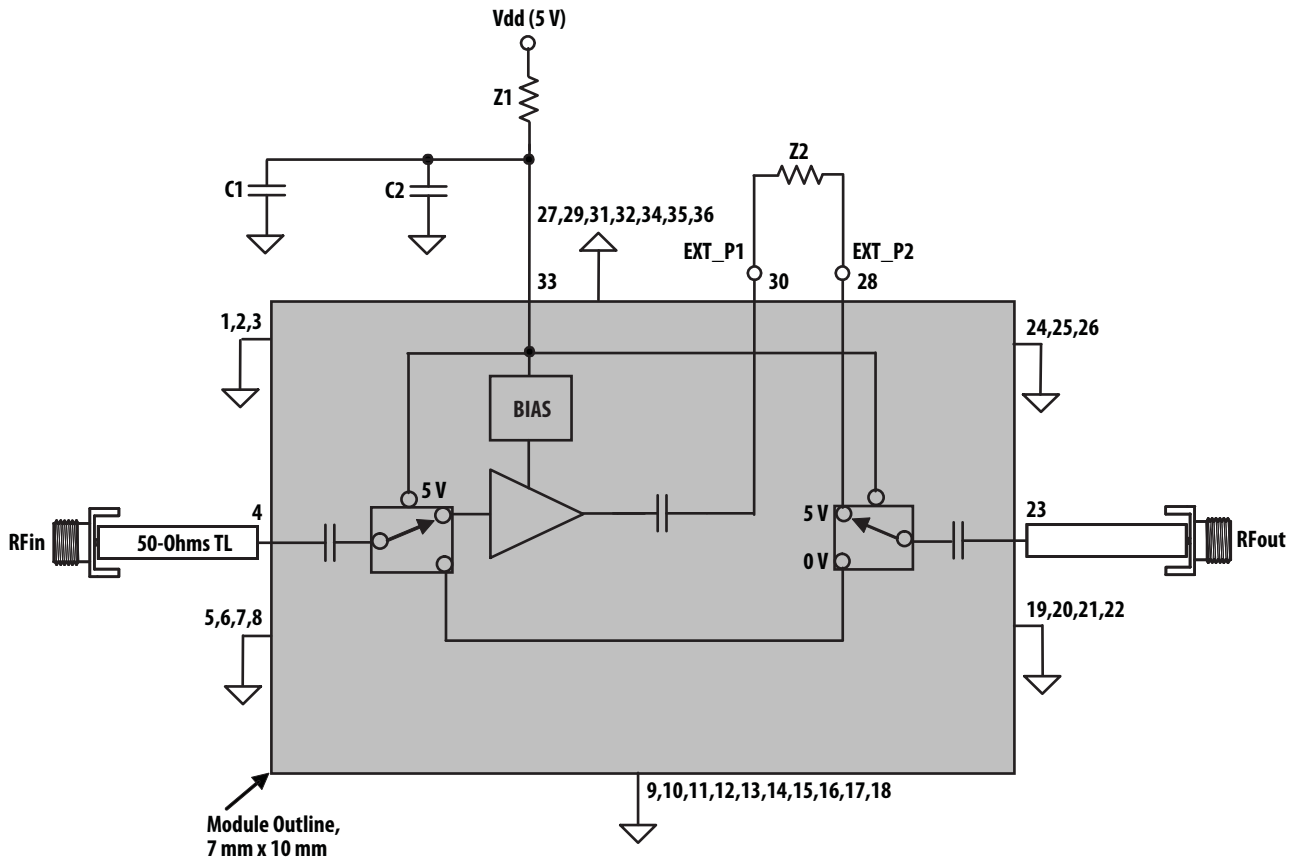 Vdd (5 V)
Z1
Z2
C1
C2
27,29,31,32,34,35,36
EXT_P1
EXT_P2
33
30
28
1,2,3
24,25,26
BIAS
5 V
4
5 V
23
RFin
50-Ohms TL
RFout
0 V
5,6,7,8
19,20,21,22
9,10,11,12,13,14,15,16,17,18
Module Outline,
7 mm x 10 mm